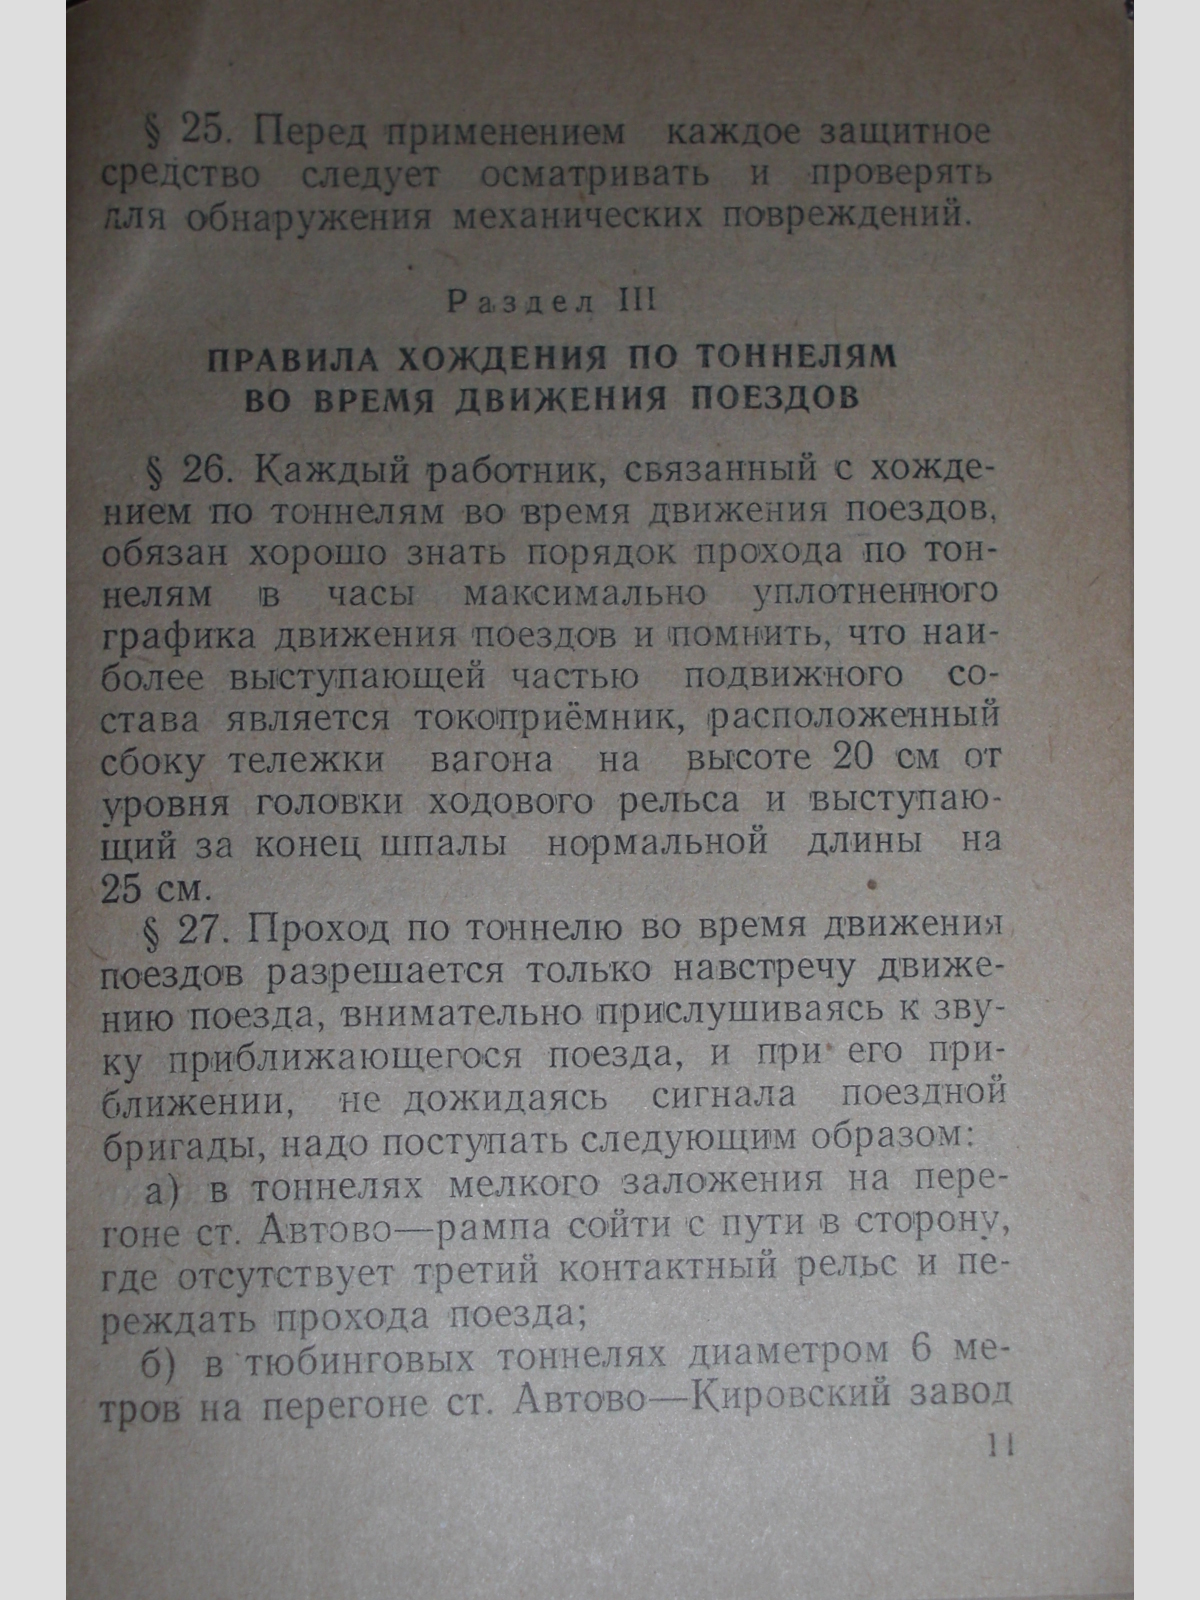 § 25. Перед применением каждое защитное
средство следует осматривать и проверять
для обнаружения механических повреждений.
Раздел III
ПРАВИЛА ХОЖДЕНИЯ ПО ТОННЕЛЯМ
ВО ВРЕМЯ ДВИЖЕНИЯ ПОЕЗДОВ
§ 26. Каждый работник, связанный с хожде-
нием по тоннелям во время движения поездов,
обязан хорошо знать порядок прохода по тон-
нелям в часы максимально уплотненного
графика движения поездов и помнить, что наи-
более выступающей частью подвижного со-
става является токоприёмник, расположенный
сбоку тележки вагона на высоте 20 см от
уровня головки ходового рельса и выступаю-
щий за конец шпалы нормальной длины на
25 см.
§ 27. Проход по тоннелю во время движения
поездов разрешается только навстречу движе-
нию поезда, внимательно прислушиваясь к зву-
ку приближающегося поезда, и при его при-
ближении, не дожидаясь сигнала поездной
бригады, надо поступать следующим образом:
а) в тоннелях мелкого заложения на пере-
гоне ст. Автово—рампа сойти с пути в сторону,
где отсутствует третий контактный рельс и пе-
реждать прохода поезда;
б) в тюбинговых тоннелях диаметром 6 ме-
тров на перегоне ст. Автово—Кировский завод
11